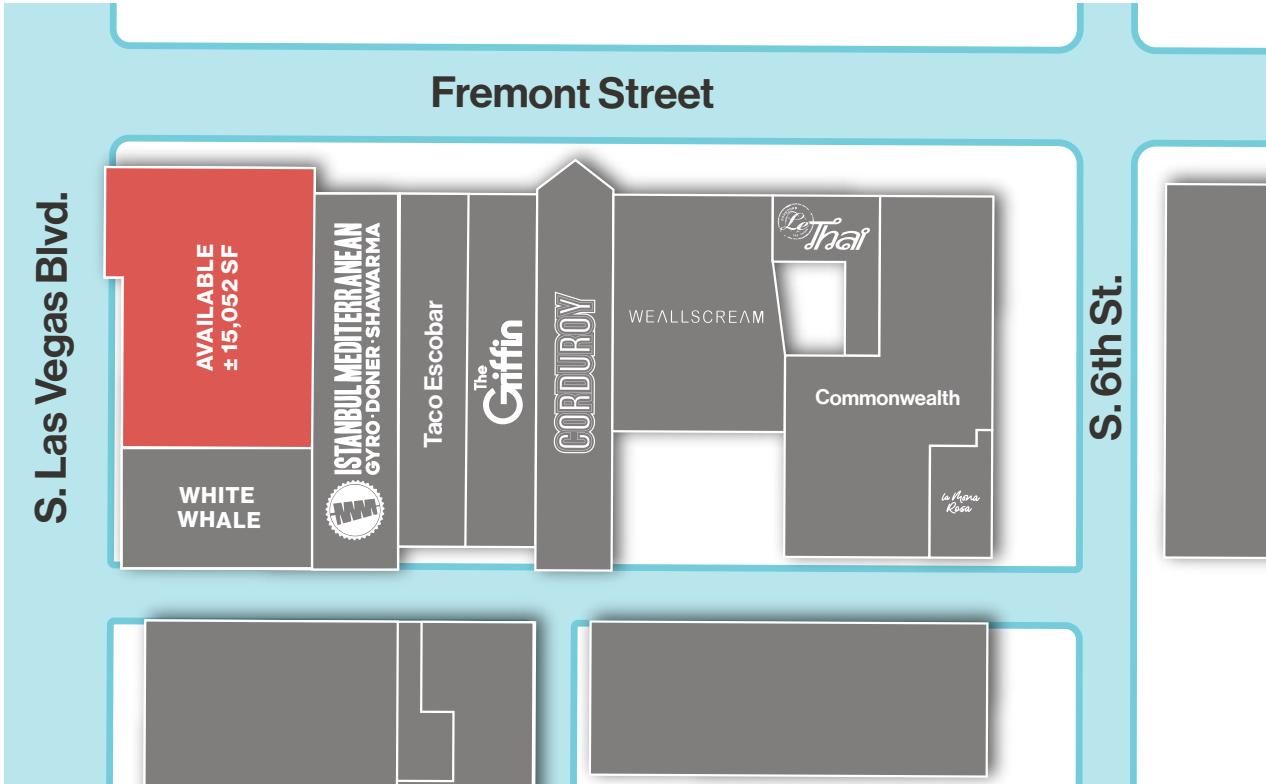 Fremont Street
S. Las Vegas Blvd.
AVAILABLE
± 15,052 SF
WHITE
WHALE
ISTANBUL MEDITERRANEAN
GYRO·DONER·SHAWARMA
Taco Escobar
The
Griffin
CORDUROY
WEALLSCREAM
Le
Thai
Commonwealth
la Mona
Rosa
S. 6th St.